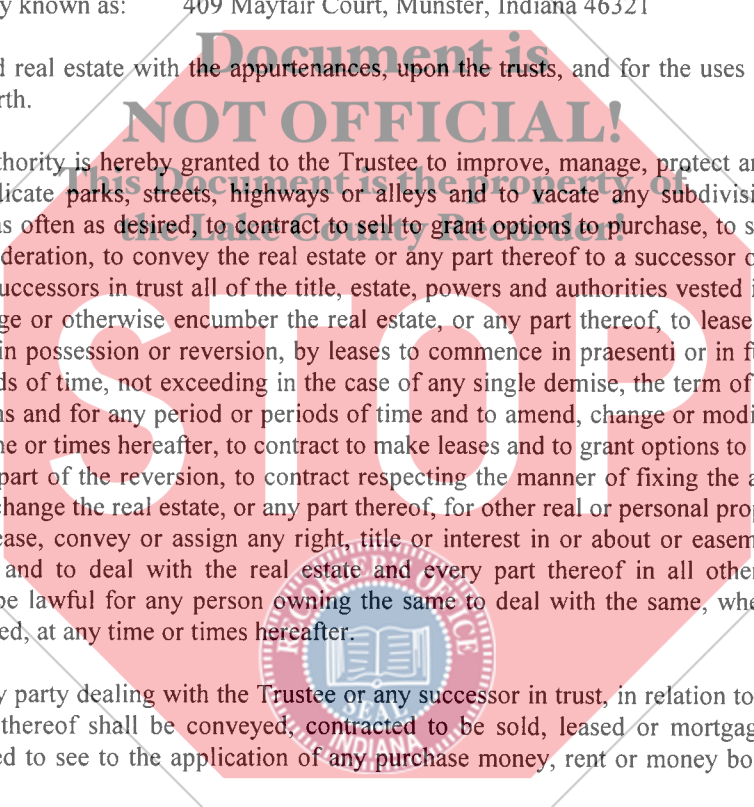 y known as: 409 Mayfair Court, Munster, Indiana 46321
Document is
d real estate with the appurtenances, upon the trusts, and for the uses
rth.
NOT OFFICIAL!
thority is hereby granted to the Trustee to improve, manage, protect an
This Document is the property of
licate parks, streets, highways or alleys and to vacate any subdivisi
as often as desired, to contract to sell to grant options to purchase, to s
the Lake County Recorder!
deration, to convey the real estate or any part thereof to a successor o
uccessors in trust all of the title, estate, powers and authorities vested i
ge or otherwise encumber the real estate, or any part thereof, to lease
in possession or reversion, by leases to commence in praesenti or in f
ds of time, not exceeding in the case of any single demise, the term of
ns and for any period or periods of time and to amend, change or modi
me or times hereafter, to contract to make leases and to grant options to
STOP
part of the reversion, to contract respecting the manner of fixing the a
change the real estate, or any part thereof, for other real or personal prop
ease, convey or assign any right, title or interest in or about or easem
and to deal with the real estate and every part thereof in all other
be lawful for any person owning the same to deal with the same, whe
ed, at any time or times hereafter.
RECORDER'S OFFICE
SEAL
INDIANA
y party dealing with the Trustee or any successor in trust, in relation to
thereof shall be conveyed, contracted to be sold, leased or mortgag
ed to see to the application of any purchase money, rent or money bo